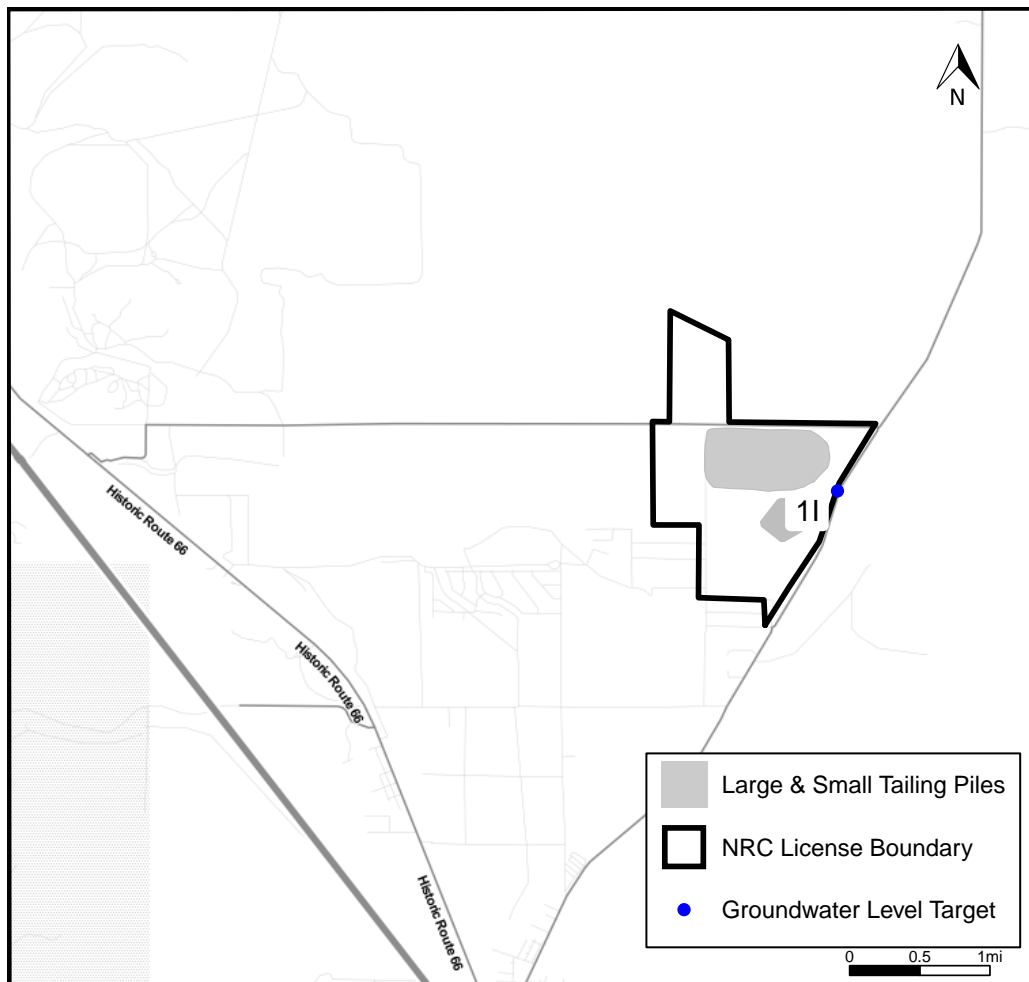 N
1I
Historic Route 66
Historic Route 66
Historic Route 66
Large & Small Tailing Piles
NRC License Boundary
Groundwater Level Target
0 0.5 1mi